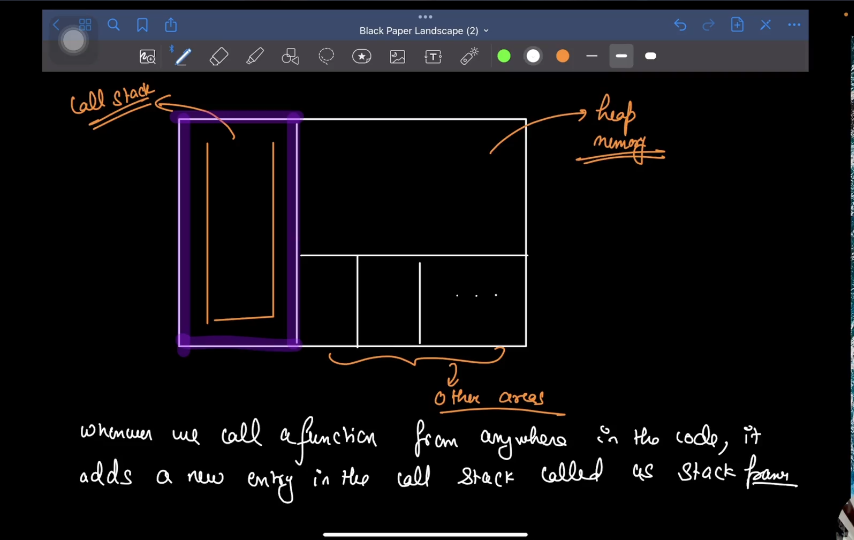 Black Paper Landscape (2)
Call Stack
heap
memory
other areas
whenever we call a function from anywhere in the code, it
adds a new entry in the call stack called as stack frame